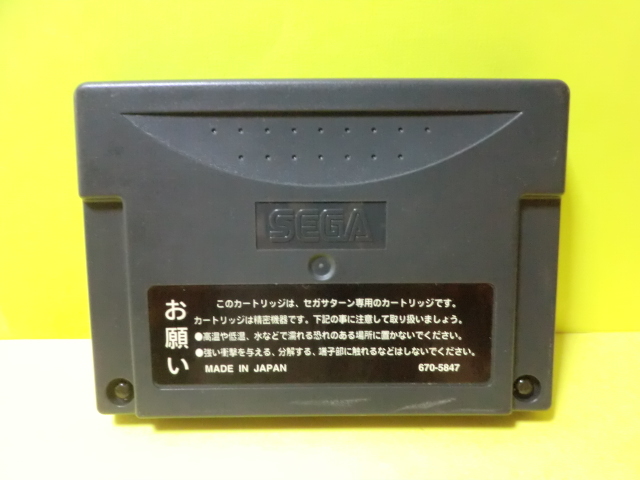 SEGA
お願い
このカートリッジは、セガサターン専用のカートリッジです。
カートリッジは精密機器です。下記の事に注意して取り扱いましょう。
●高温や低温、水などで濡れる恐れのある場所に置かないでください。
●強い衝撃を与える、分解する、端子部に触れるなどはしないでください。
MADE IN JAPAN 670-5847